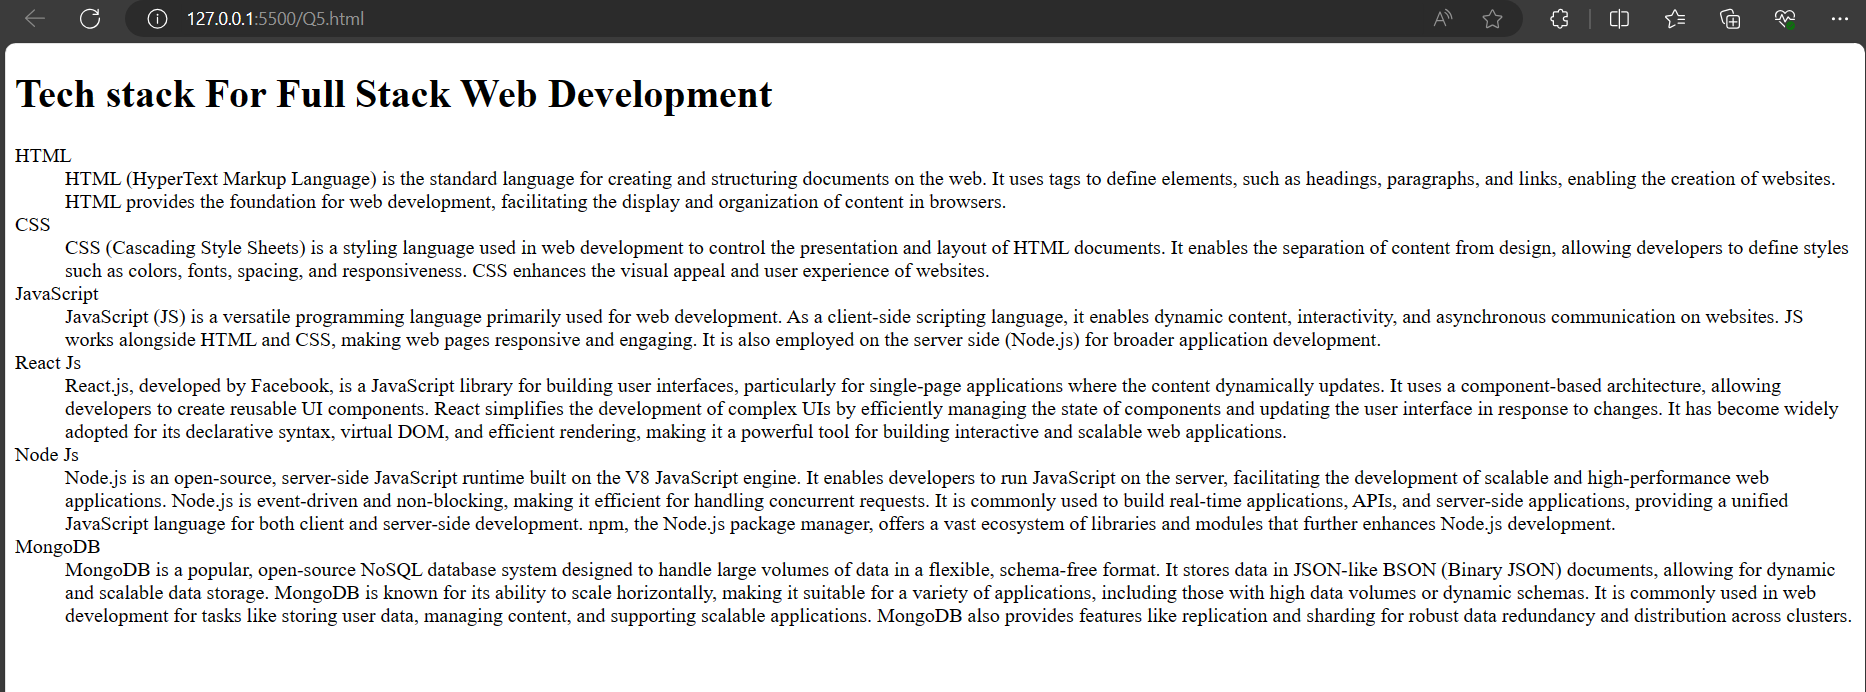 127.0.0.1:5500/Q5.html
Tech stack For Full Stack Web Development
HTML
HTML (HyperText Markup Language) is the standard language for creating and structuring documents on the web. It uses tags to define elements, such as headings, paragraphs, and links, enabling the creation of websites.
HTML provides the foundation for web development, facilitating the display and organization of content in browsers.
CSS
CSS (Cascading Style Sheets) is a styling language used in web development to control the presentation and layout of HTML documents. It enables the separation of content from design, allowing developers to define styles
such as colors, fonts, spacing, and responsiveness. CSS enhances the visual appeal and user experience of websites.
JavaScript
JavaScript (JS) is a versatile programming language primarily used for web development. As a client-side scripting language, it enables dynamic content, interactivity, and asynchronous communication on websites. JS
works alongside HTML and CSS, making web pages responsive and engaging. It is also employed on the server side (Node.js) for broader application development.
React Js
React.js, developed by Facebook, is a JavaScript library for building user interfaces, particularly for single-page applications where the content dynamically updates. It uses a component-based architecture, allowing
developers to create reusable UI components. React simplifies the development of complex UIs by efficiently managing the state of components and updating the user interface in response to changes. It has become widely
adopted for its declarative syntax, virtual DOM, and efficient rendering, making it a powerful tool for building interactive and scalable web applications.
Node Js
Node.js is an open-source, server-side JavaScript runtime built on the V8 JavaScript engine. It enables developers to run JavaScript on the server, facilitating the development of scalable and high-performance web
applications. Node.js is event-driven and non-blocking, making it efficient for handling concurrent requests. It is commonly used to build real-time applications, APIs, and server-side applications, providing a unified
JavaScript language for both client and server-side development. npm, the Node.js package manager, offers a vast ecosystem of libraries and modules that further enhances Node.js development.
MongoDB
MongoDB is a popular, open-source NoSQL database system designed to handle large volumes of data in a flexible, schema-free format. It stores data in JSON-like BSON (Binary JSON) documents, allowing for dynamic
and scalable data storage. MongoDB is known for its ability to scale horizontally, making it suitable for a variety of applications, including those with high data volumes or dynamic schemas. It is commonly used in web
development for tasks like storing user data, managing content, and supporting scalable applications. MongoDB also provides features like replication and sharding for robust data redundancy and distribution across clusters.